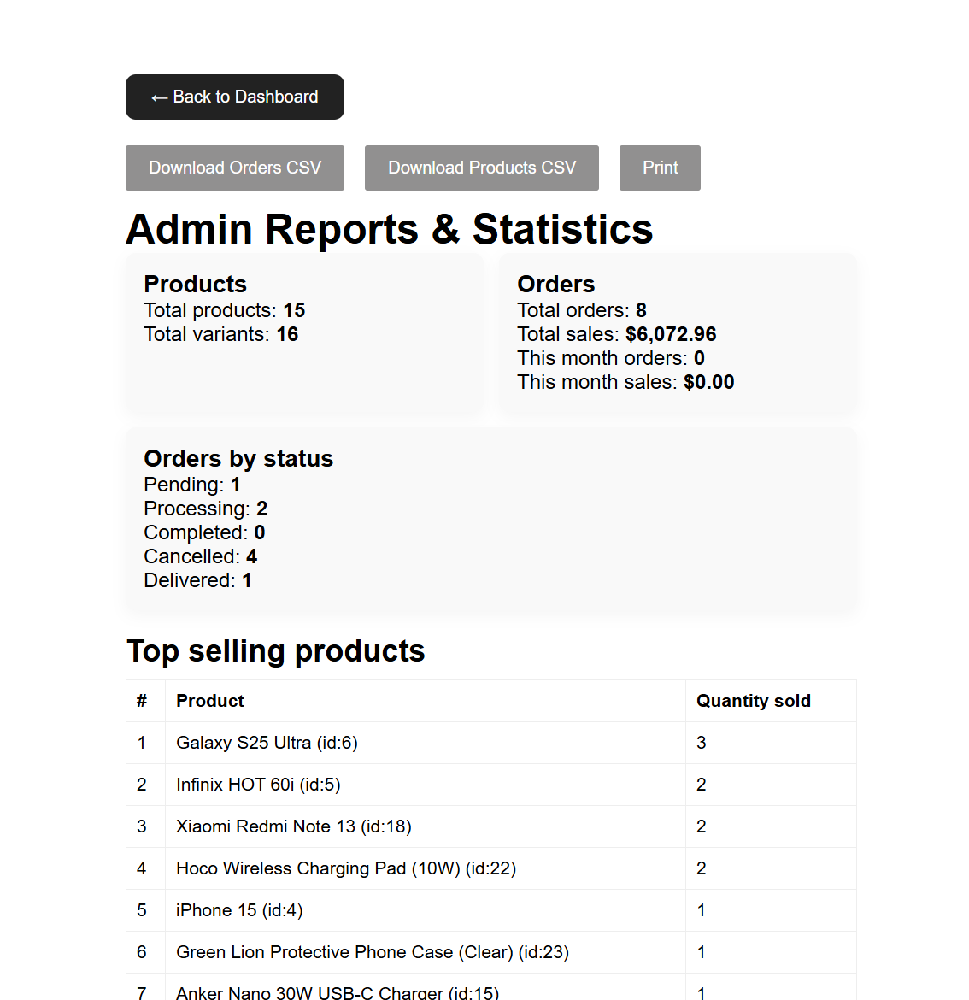 ← Back to Dashboard
Download Orders CSV Download Products CSV Print
Admin Reports & Statistics
Products
Total products: 15
Total variants: 16
Orders
Total orders: 8
Total sales: $6,072.96
This month orders: 0
This month sales: $0.00
Orders by status
Pending: 1
Processing: 2
Completed: 0
Cancelled: 4
Delivered: 1
Top selling products
# Product Quantity sold
1 Galaxy S25 Ultra (id:6) 3
2 Infinix HOT 60i (id:5) 2
3 Xiaomi Redmi Note 13 (id:18) 2
4 Hoco Wireless Charging Pad (10W) (id:22) 2
5 iPhone 15 (id:4) 1
6 Green Lion Protective Phone Case (Clear) (id:23) 1
7 Anker Nano 30W USB-C Charger (id:15) 1